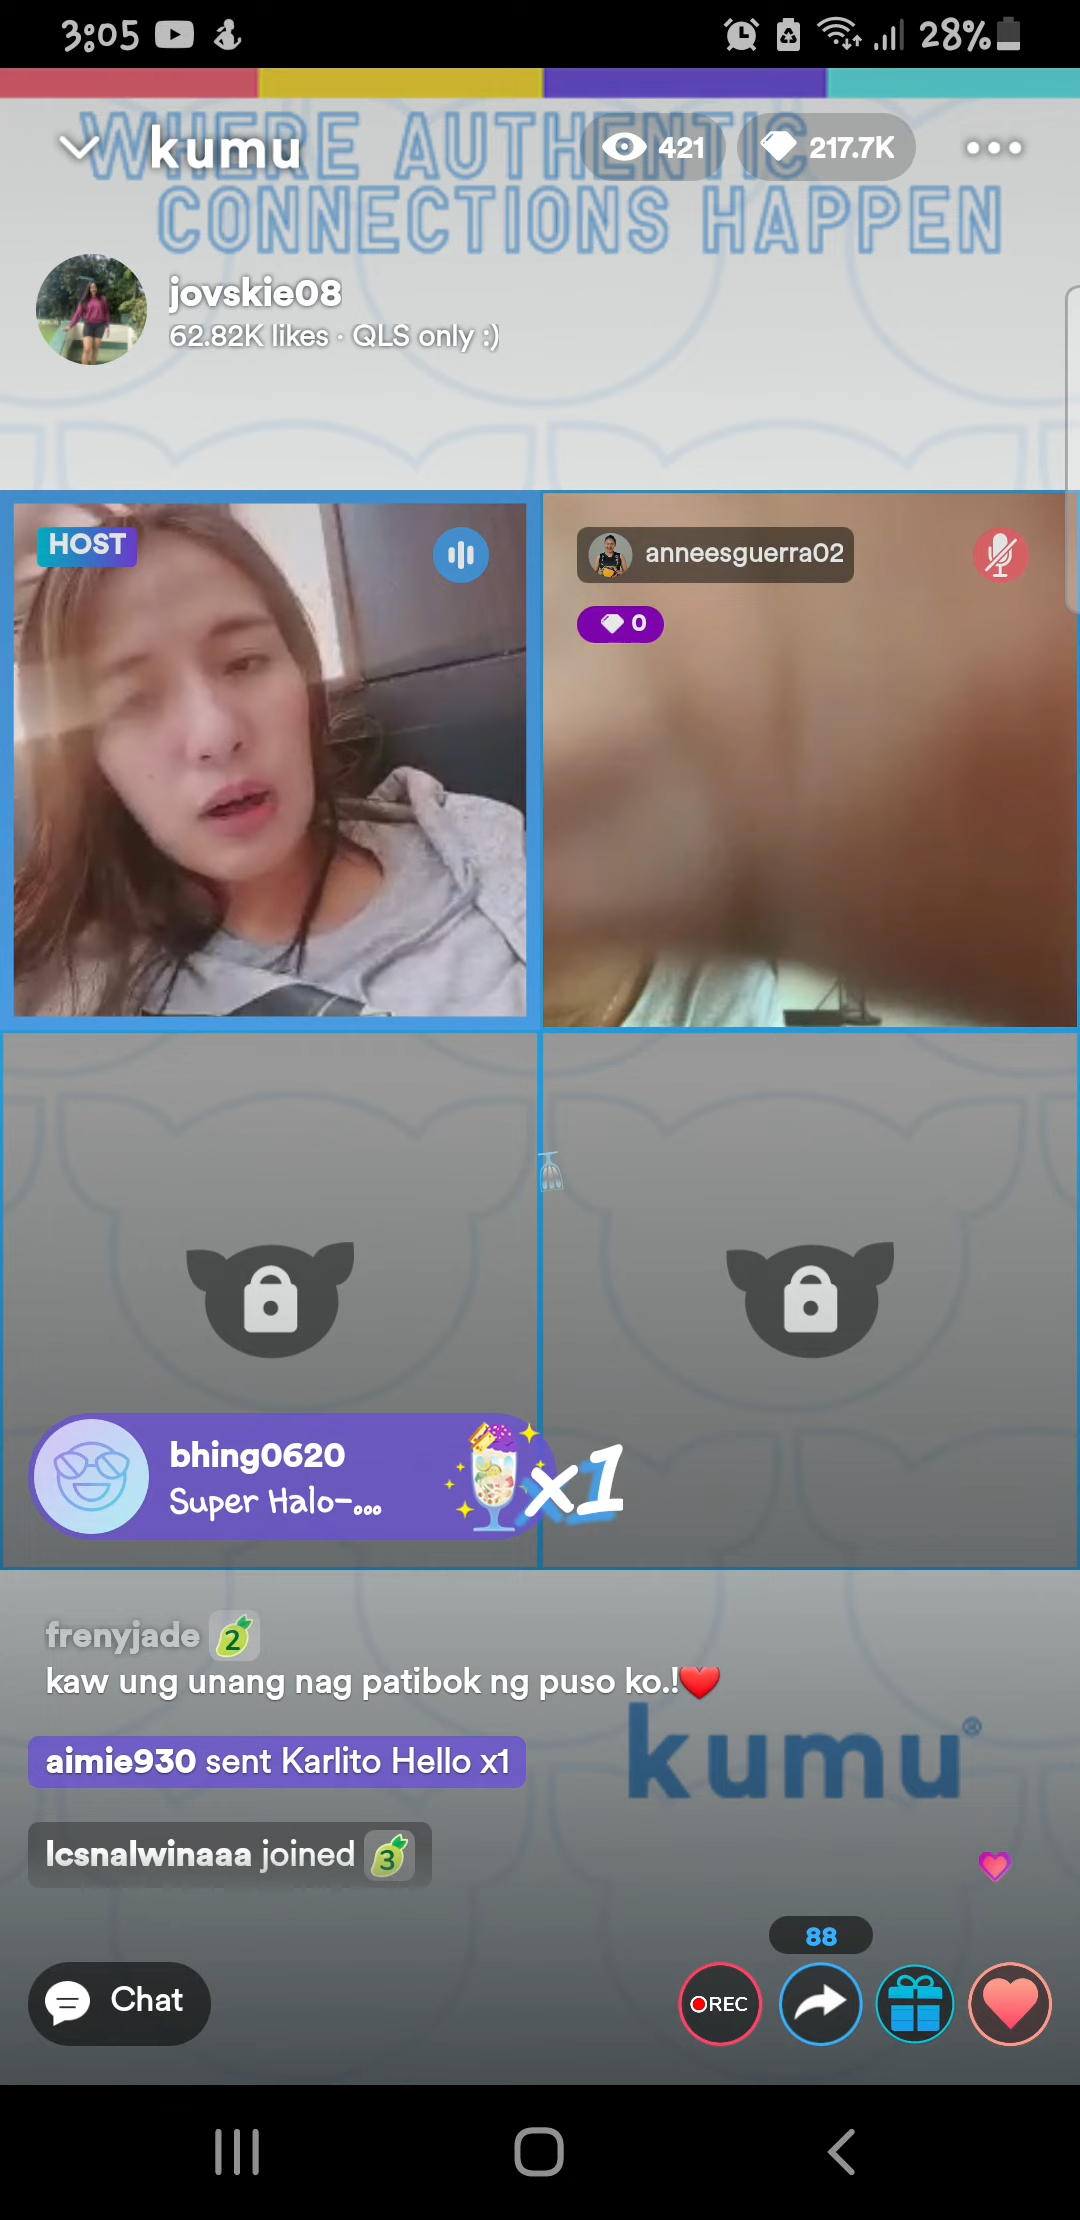 3:05
28%
WHERE AUTHENTIC
CONNECTIONS HAPPEN
kumu
421
217.7K
jovskie08
62.82K likes · QLS only :)
HOST
anneesguerra02
0
bhing0620
Super Halo-...
x1
frenyjade 2
kaw ung unang nag patibok ng puso ko.!❤️
aimie930 sent Karlito Hello x1
kumu®
lcsnalwinaaa joined 3
88
Chat
REC